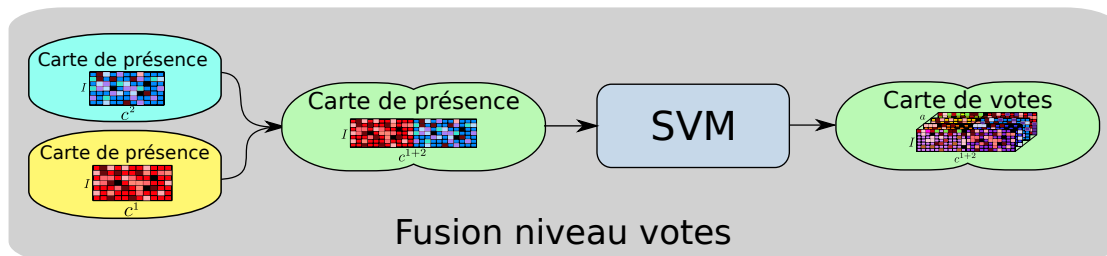 Carte de présence
I
c²
Carte de présence
I
c¹
Carte de présence
I
c¹⁺²
SVM
Carte de votes
a
I
c¹⁺²
Fusion niveau votes